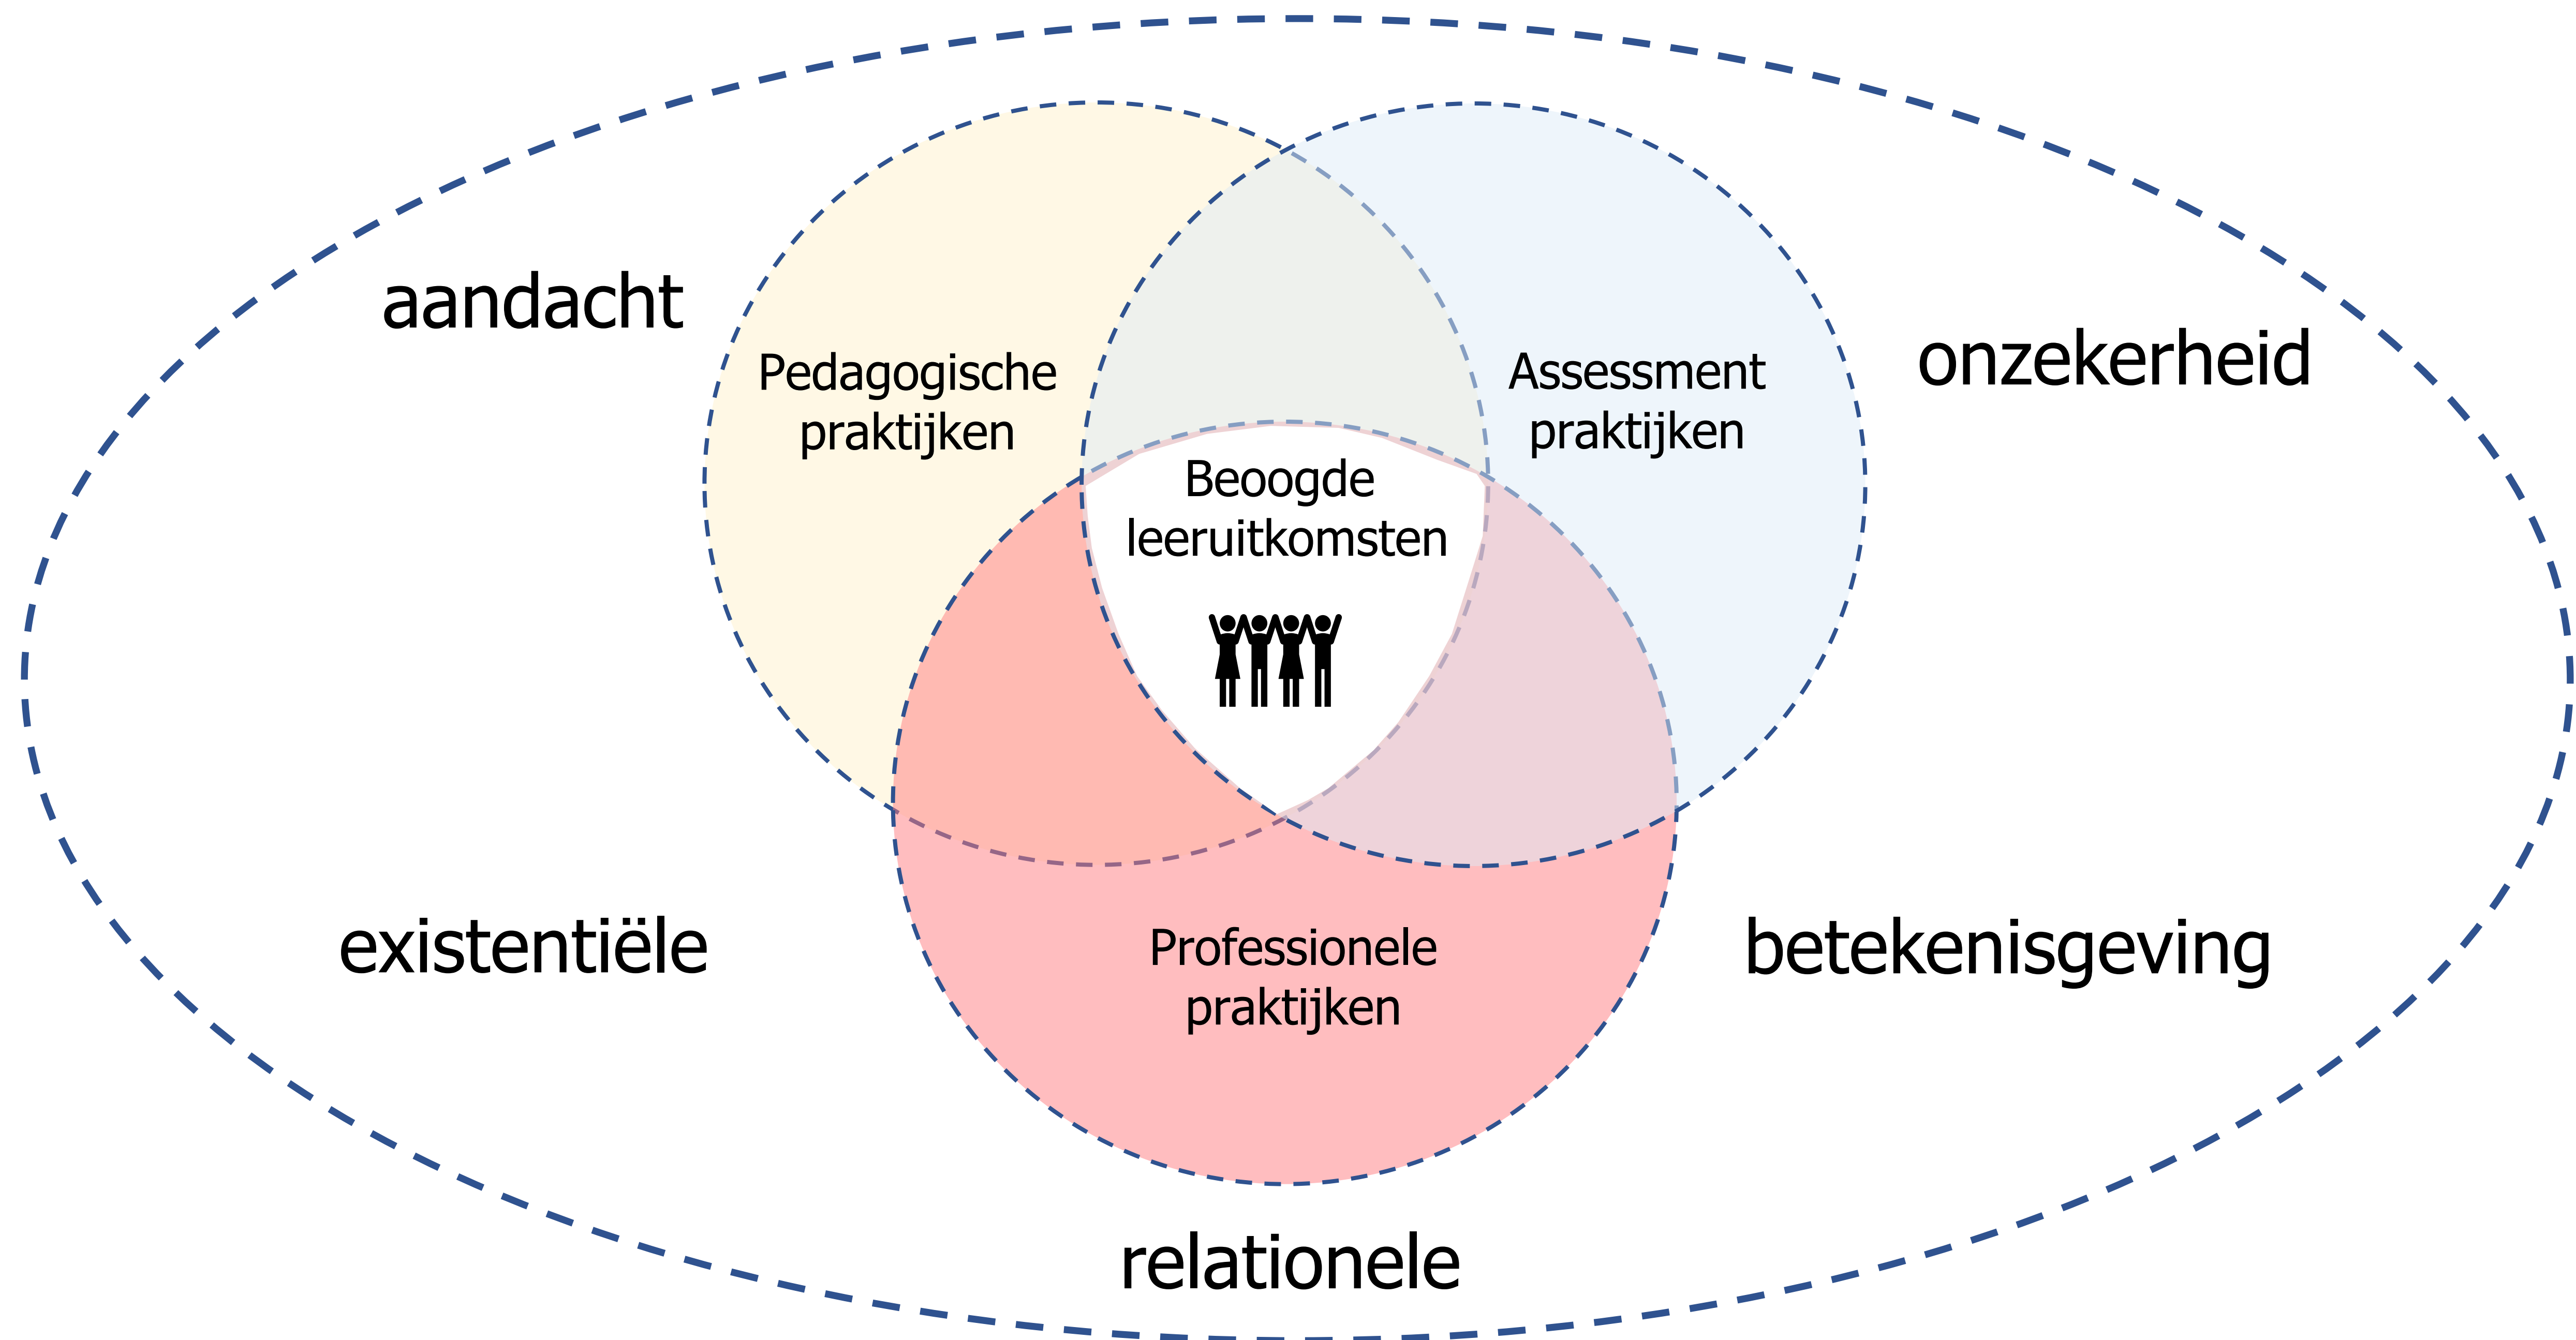 aandacht
onzekerheid
Pedagogische
praktijken
Assessment
praktijken
Beoogde
leeruitkomsten
existentiële
betekenisgeving
Professionele
praktijken
relationele